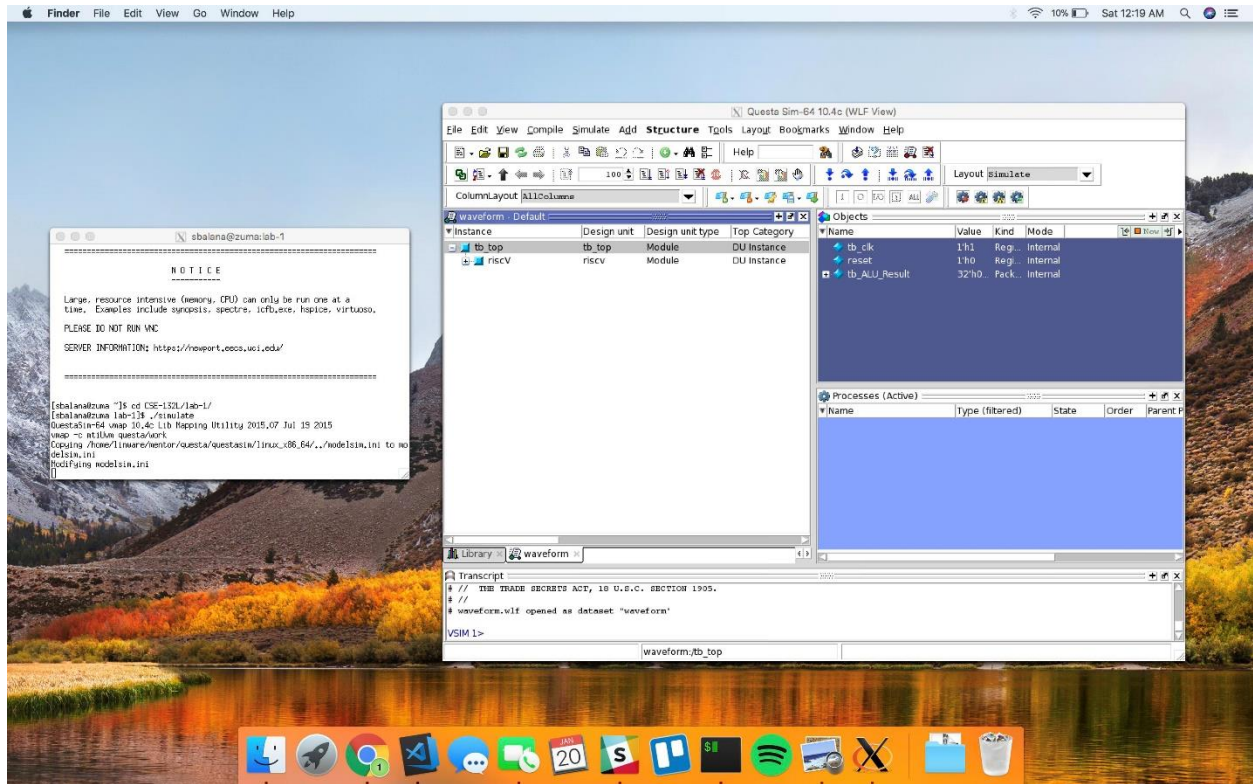 Finder File Edit View Go Window Help
10% Sat 12:19 AM
sbalana@zuma:lab-1
N O T I C E
Large, resource intensive (memory, CPU) can only be run one at a
time. Examples include synopsis, spectre, icfb.exe, hspice, virtuoso.
PLEASE DO NOT RUN VNC
SERVER INFORMATION: https://newport.eecs.uci.edu/
[sbalana@zuma ~]$ cd CSE-132L/lab-1/
[sbalana@zuma lab-1]$ ./simulate
QuestaSim-64 vmap 10.4c Lib Mapping Utility 2015.07 Jul 19 2015
vmap -c mtiUvm questa/work
Copying /home/linware/mentor/questa/questasim/linux_x86_64/../modelsim.ini to mo
delsim.ini
Modifying modelsim.ini
Questa Sim-64 10.4c (WLF View)
File Edit View Compile Simulate Add Structure Tools Layout Bookmarks Window Help
Help
100
Layout Simulate
ColumnLayout AllColumns
waveform - Default
Instance Design unit Design unit type Top Category
tb_top tb_top Module DU Instance
riscV riscv Module DU Instance
Library waveform
Objects
Name Value Kind Mode
Now
tb_clk 1'h1 Regi... Internal
reset 1'h0 Regi... Internal
tb_ALU_Result 32'h0... Pack... Internal
Processes (Active)
Name Type (filtered) State Order Parent P
Transcript
# // THE TRADE SECRETS ACT, 18 U.S.C. SECTION 1905.
# //
# waveform.wlf opened as dataset "waveform"
VSIM 1>
waveform:/tb_top
1
JAN
20
S
$
X